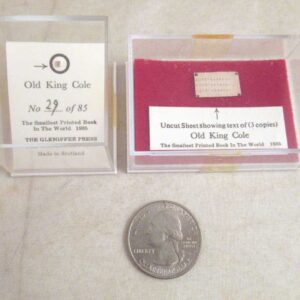 Old King Cole
No 29 of 85
The Smallest Printed Book
In The World 1985
THE GLENIFFER PRESS
Made in Scotland
Uncut Sheet showing text of (3 copies)
Old King Cole
The Smallest Printed Book In The World 1985
LIBERTY